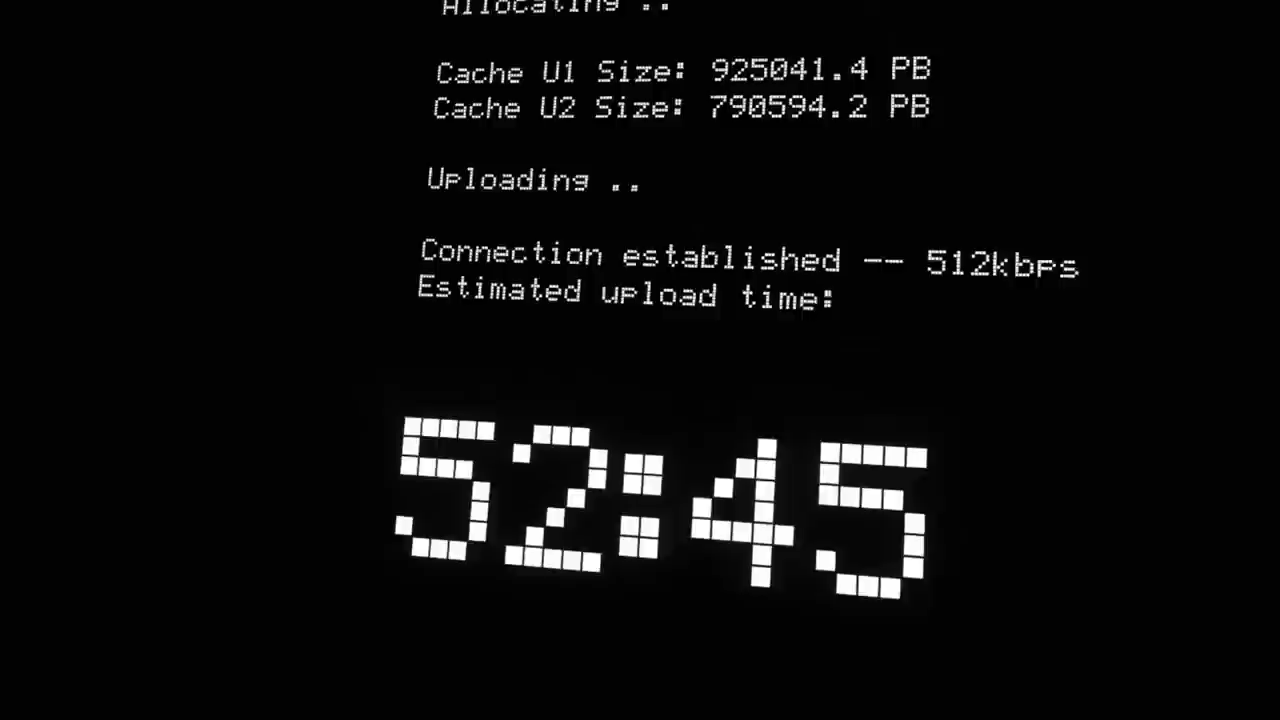 Allocating ..
Cache U1 Size: 925041.4 PB
Cache U2 Size: 790594.2 PB
Uploading ..
Connection established -- 512kbps
Estimated upload time:
52:45